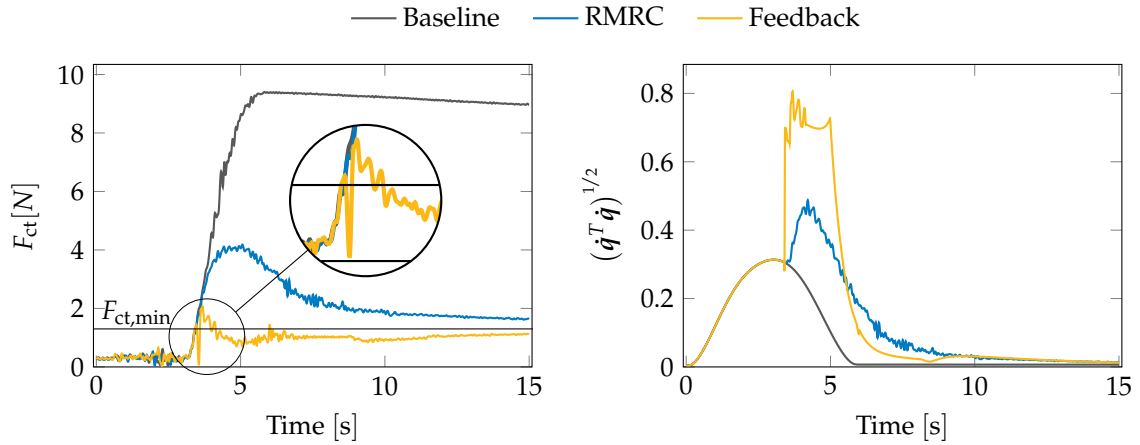 Baseline RMRC Feedback
10
8
6
4
2
0
F_ct[N]
F_ct,min
0 5 10 15
Time [s]
0.8
0.6
0.4
0.2
0
(q̇^T q̇)^1/2
0 5 10 15
Time [s]